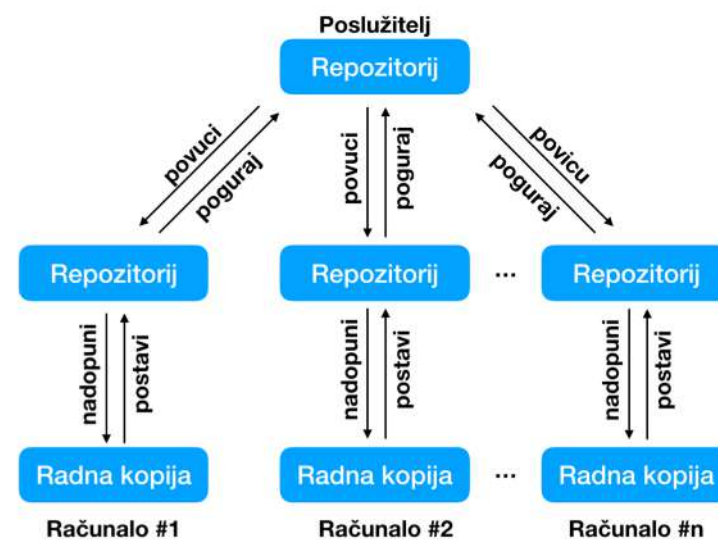 Poslužitelj
Repozitorij
povuci
poguraj
povuci
poguraj
povicu
poguraj
Repozitorij
Repozitorij
...
Repozitorij
nadopuni
postavi
nadopuni
postavi
nadopuni
postavi
Radna kopija
Radna kopija
...
Radna kopija
Računalo #1
Računalo #2
Računalo #n